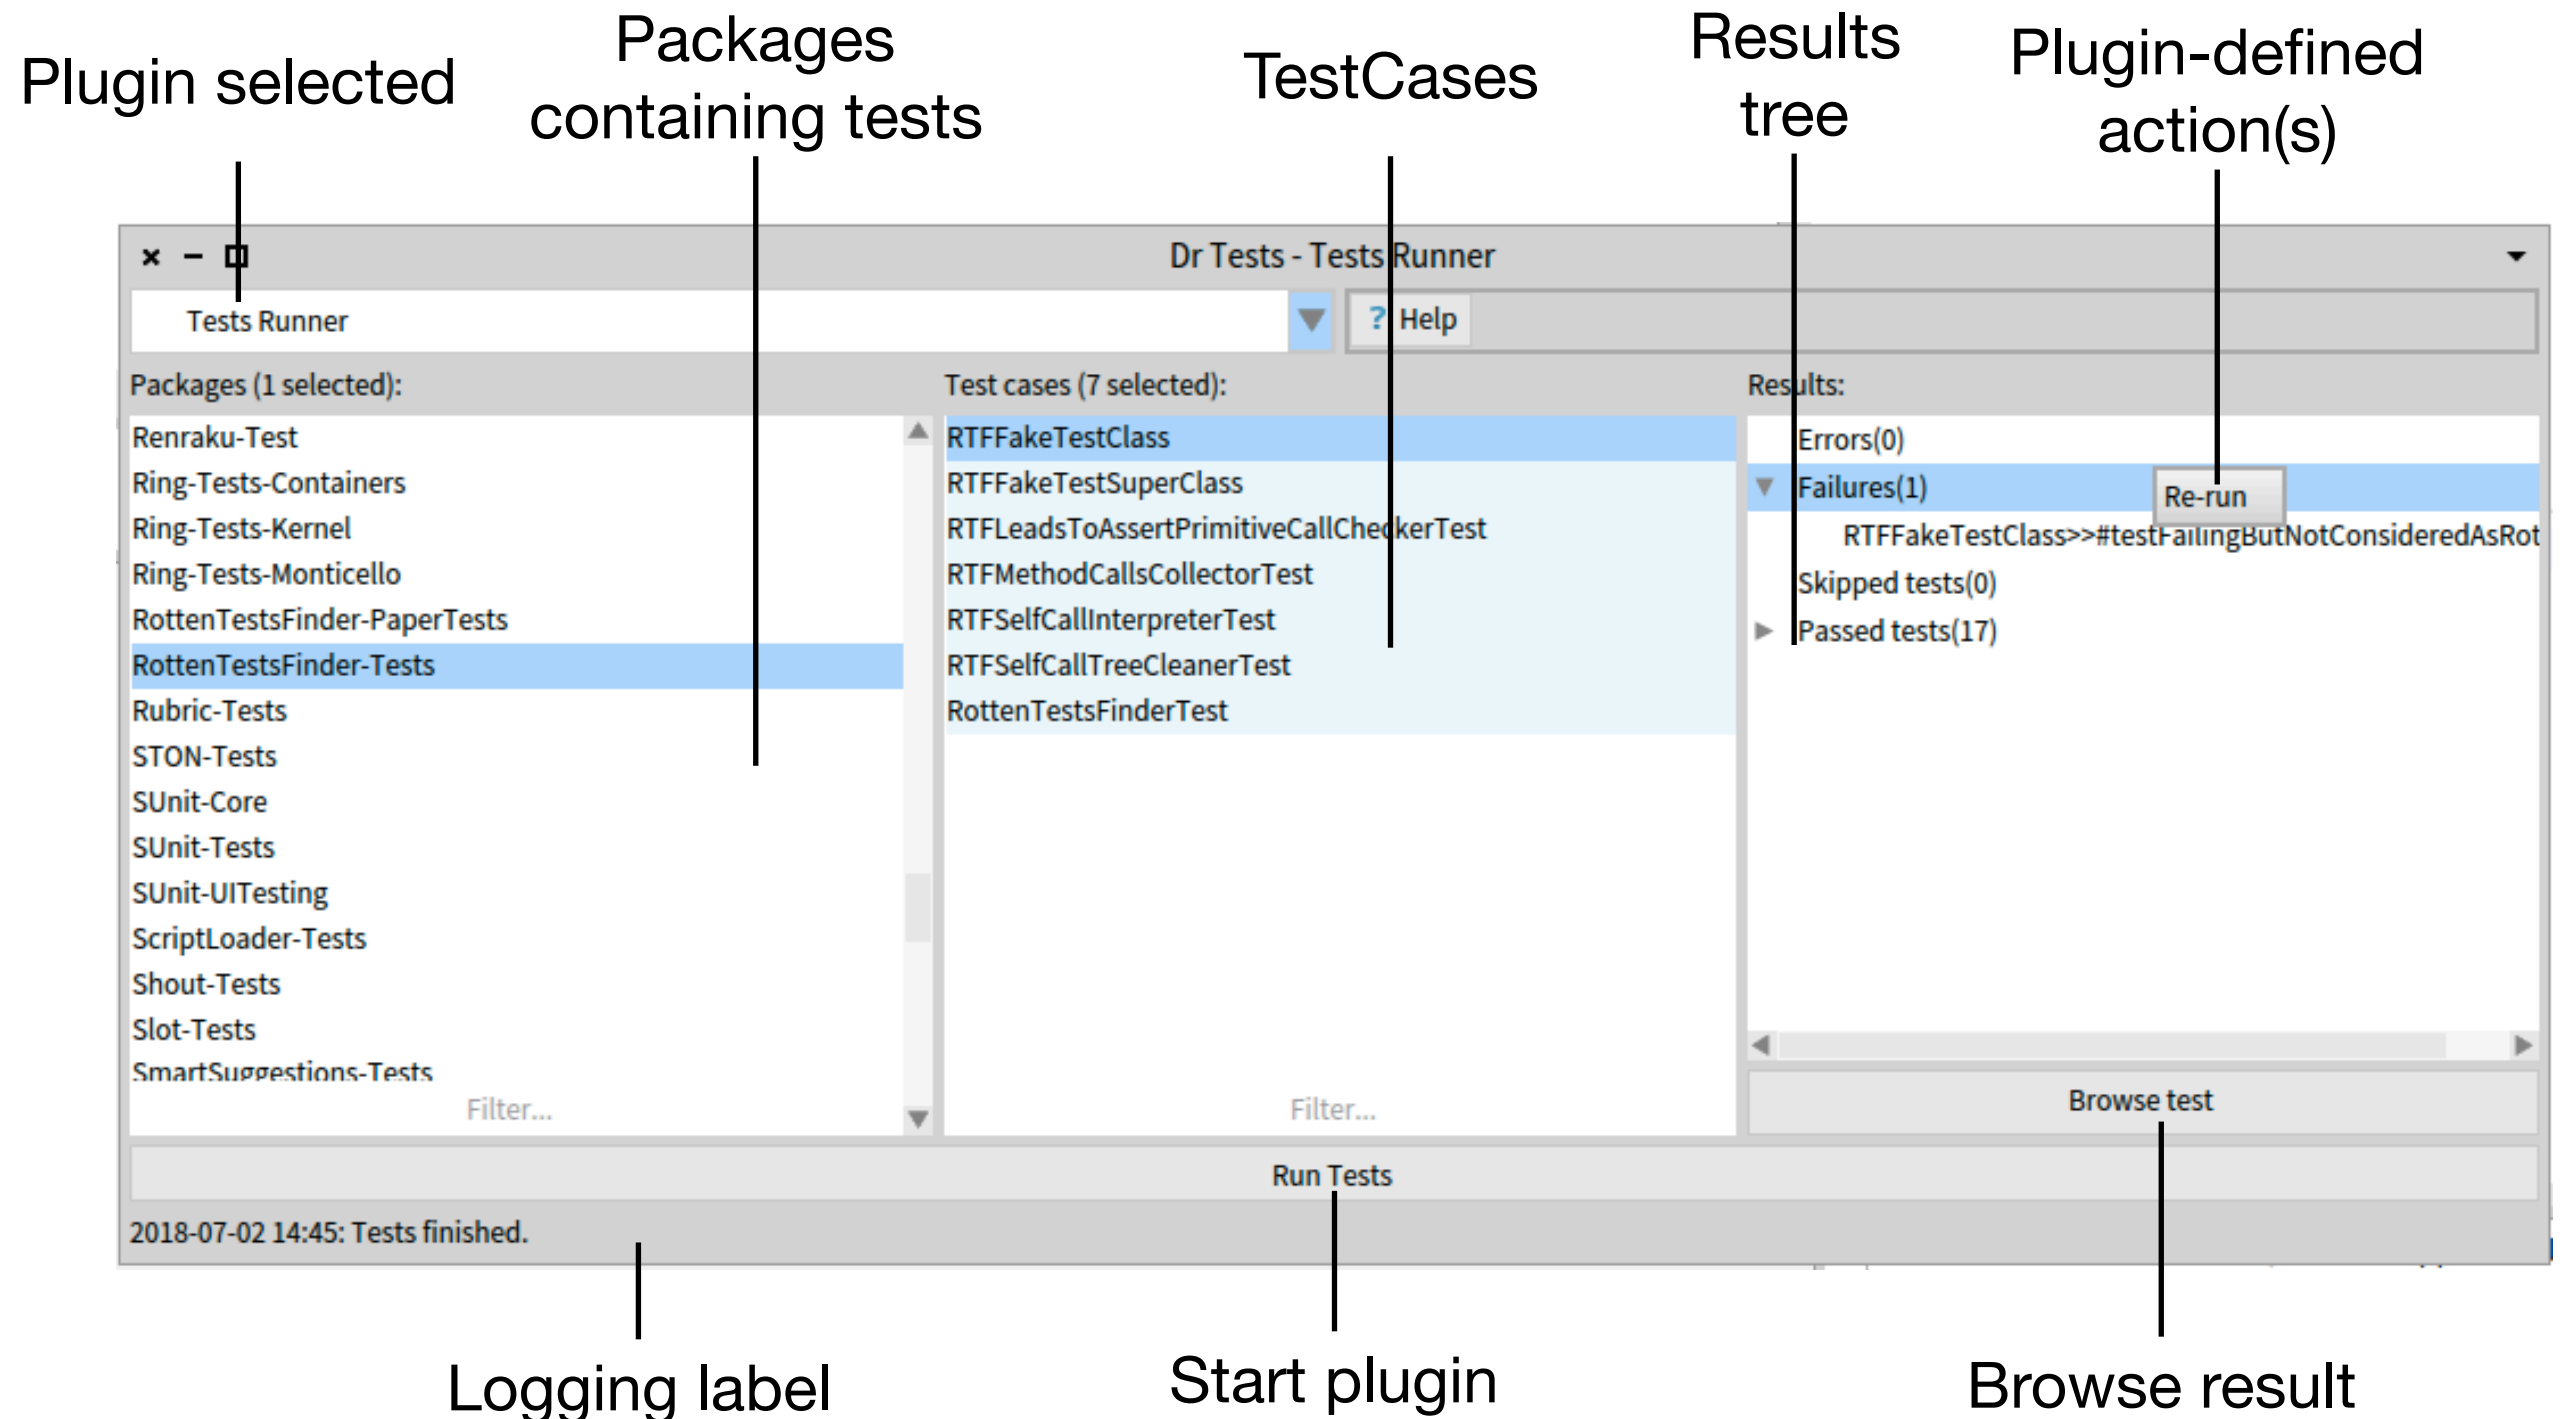 Plugin selected
Packages
containing tests
TestCases
Results
tree
Plugin-defined
action(s)
Dr Tests - Tests Runner
Tests Runner
? Help
Packages (1 selected):
Test cases (7 selected):
Results:
Renraku-Test
Ring-Tests-Containers
Ring-Tests-Kernel
Ring-Tests-Monticello
RottenTestsFinder-PaperTests
RottenTestsFinder-Tests
Rubric-Tests
STON-Tests
SUnit-Core
SUnit-Tests
SUnit-UITesting
ScriptLoader-Tests
Shout-Tests
Slot-Tests
SmartSuggestions-Tests
Filter...
RTFFakeTestClass
RTFFakeTestSuperClass
RTFLeadsToAssertPrimitiveCallCheckerTest
RTFMethodCallsCollectorTest
RTFSelfCallInterpreterTest
RTFSelfCallTreeCleanerTest
RottenTestsFinderTest
Filter...
Errors(0)
Failures(1)
Re-run
RTFFakeTestClass>>#testFailingButNotConsideredAsRot
Skipped tests(0)
Passed tests(17)
Browse test
Run Tests
2018-07-02 14:45: Tests finished.
Logging label
Start plugin
Browse result